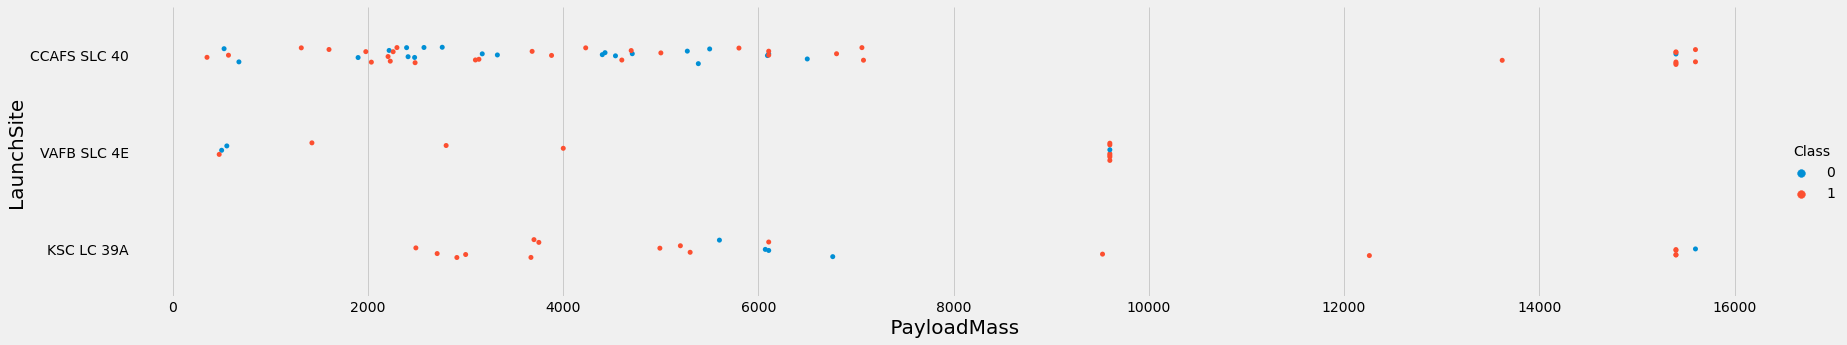 LaunchSite
CCAFS SLC 40
VAFB SLC 4E
KSC LC 39A
0 2000 4000 6000 8000 10000 12000 14000 16000
PayloadMass
Class
0
1